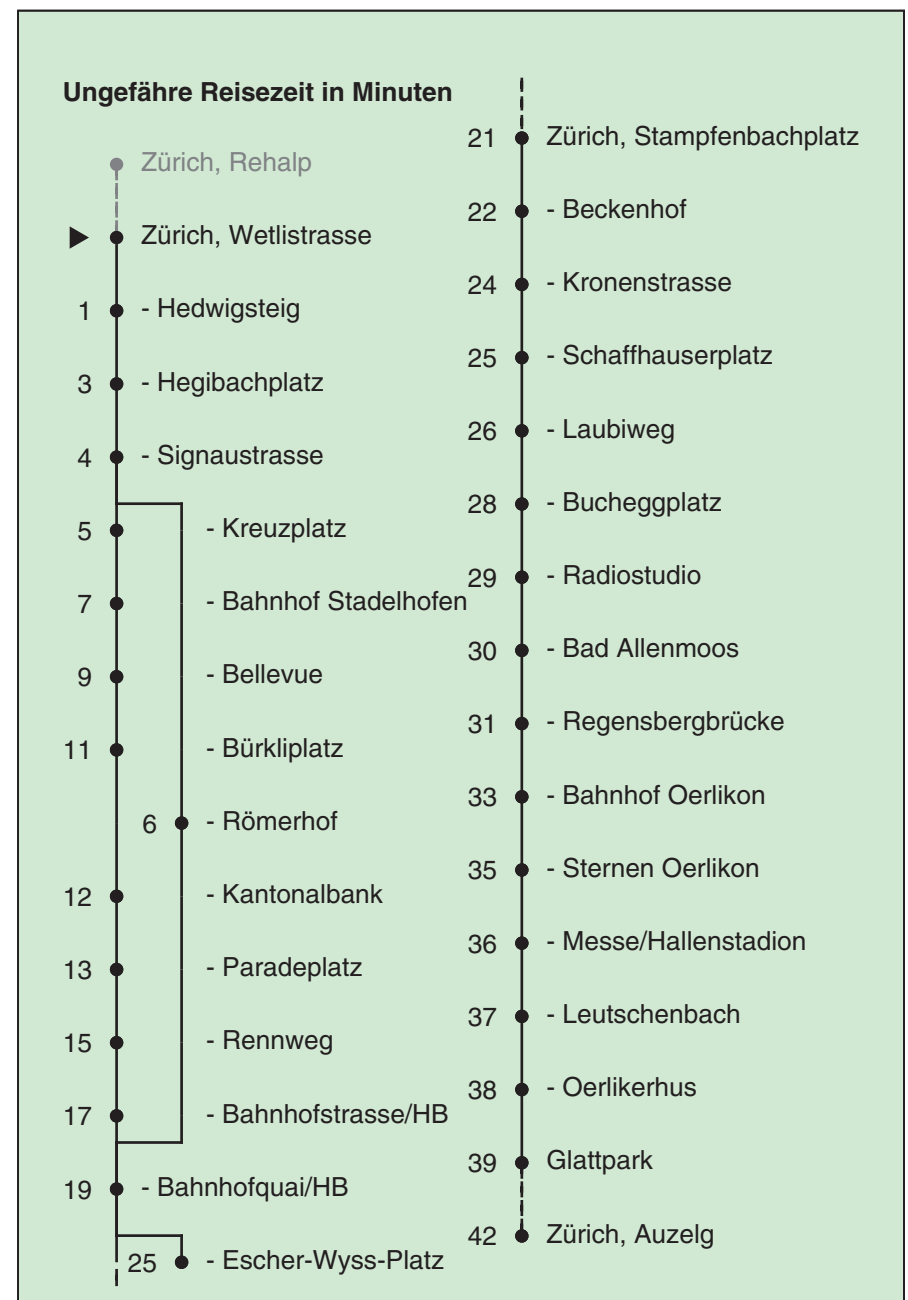 Ungefähre Reisezeit in Minuten
Zürich, Rehalp
Zürich, Wetlistrasse
1 - Hedwigsteig
3 - Hegibachplatz
4 - Signaustrasse
5 - Kreuzplatz
7 - Bahnhof Stadelhofen
9 - Bellevue
11 - Bürkliplatz
6 - Römerhof
12 - Kantonalbank
13 - Paradeplatz
15 - Rennweg
17 - Bahnhofstrasse/HB
19 - Bahnhofquai/HB
25 - Escher-Wyss-Platz
21 Zürich, Stampfenbachplatz
22 - Beckenhof
24 - Kronenstrasse
25 - Schaffhauserplatz
26 - Laubiweg
28 - Bucheggplatz
29 - Radiostudio
30 - Bad Allenmoos
31 - Regensbergbrücke
33 - Bahnhof Oerlikon
35 - Sternen Oerlikon
36 - Messe/Hallenstadion
37 - Leutschenbach
38 - Oerlikerhus
39 Glattpark
42 Zürich, Auzelg